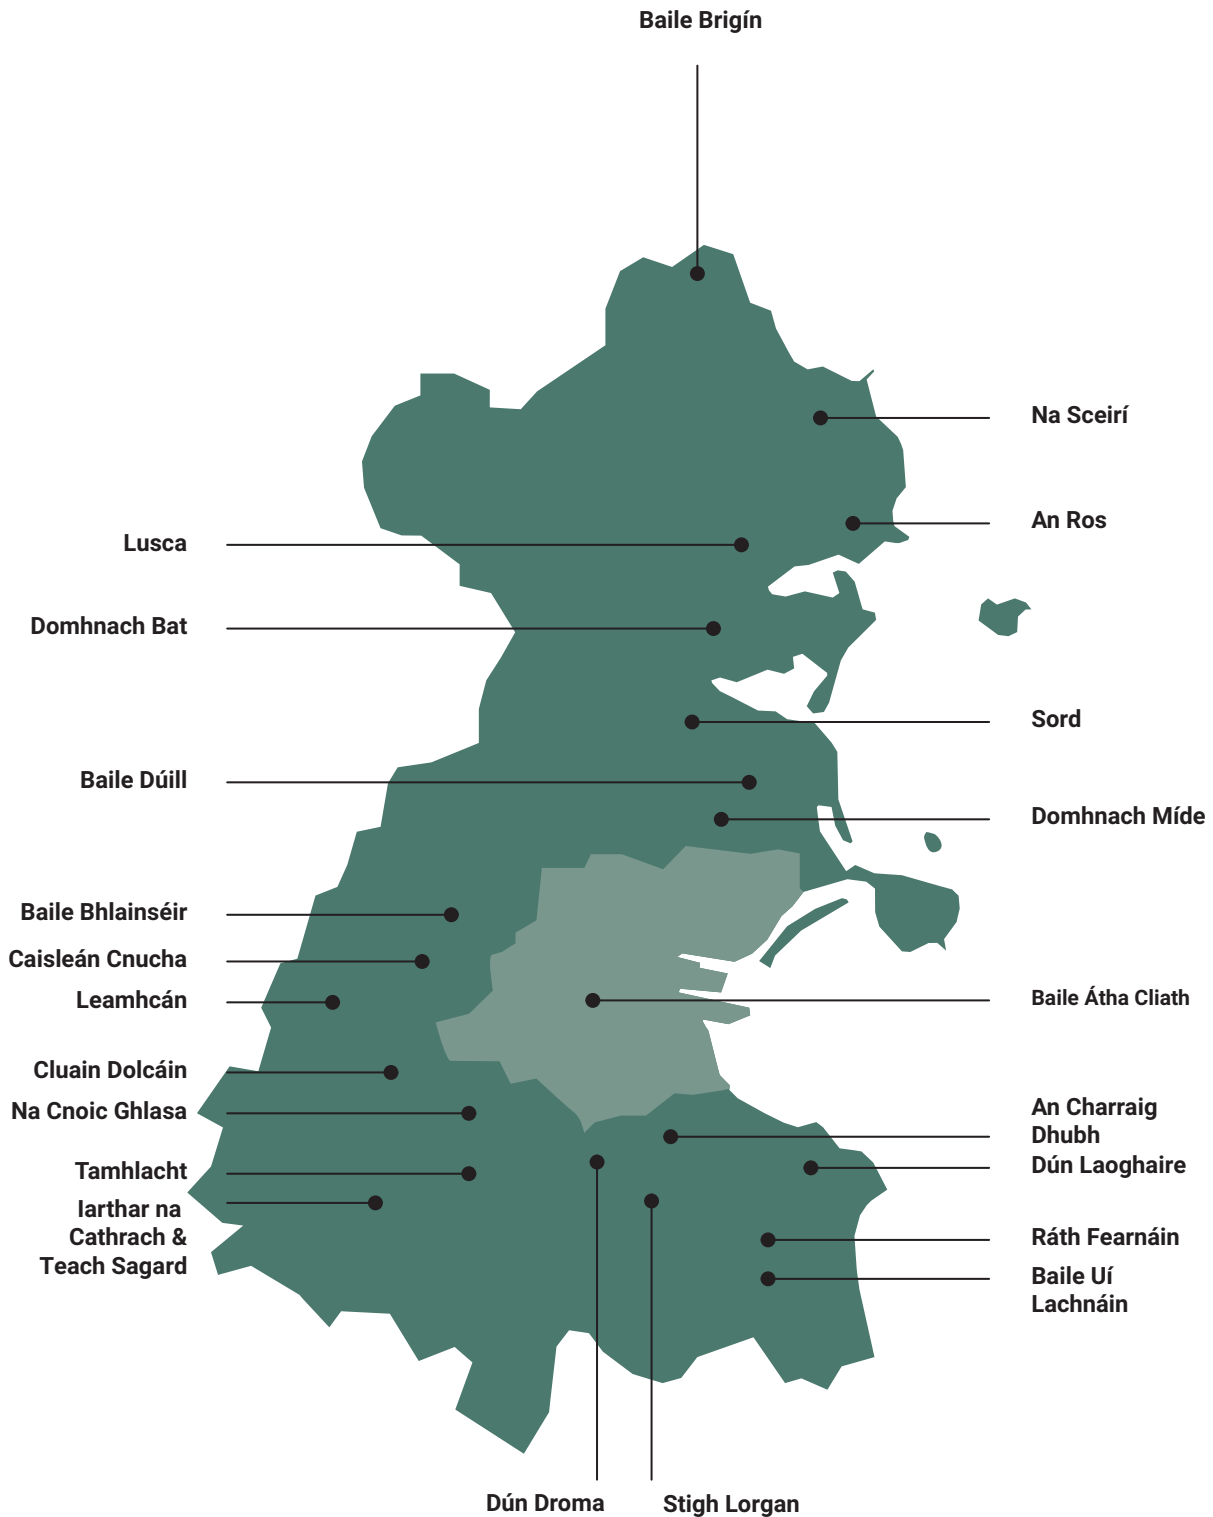 Baile Brigín
Na Sceirí
An Ros
Lusca
Domhnach Bat
Sord
Baile Dúill
Domhnach Míde
Baile Bhlainséir
Caisleán Cnucha
Leamhcán
Baile Átha Cliath
Cluain Dolcáin
Na Cnoic Ghlasa
An Charraig
Dhubh
Tamhlacht
Dún Laoghaire
Iarthar na
Cathrach &
Teach Sagard
Ráth Fearnáin
Baile Uí
Lachnáin
Dún Droma
Stigh Lorgan